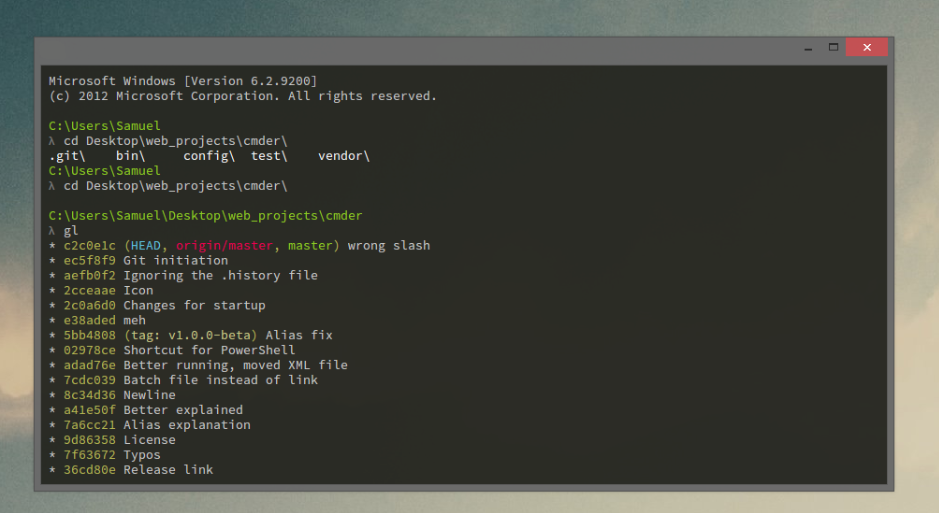 Microsoft Windows [Version 6.2.9200]
(c) 2012 Microsoft Corporation. All rights reserved.
C:\Users\Samuel
λ cd Desktop\web_projects\cmder\
.git\ bin\ config\ test\ vendor\
C:\Users\Samuel
λ cd Desktop\web_projects\cmder\
C:\Users\Samuel\Desktop\web_projects\cmder
λ gl
* c2c0e1c (HEAD, origin/master, master) wrong slash
* ec5f8f9 Git initiation
* aefb0f2 Ignoring the .history file
* 2cceaae Icon
* 2c0a6d0 Changes for startup
* e38aded meh
* 5bb4808 (tag: v1.0.0-beta) Alias fix
* 02978ce Shortcut for PowerShell
* adad76e Better running, moved XML file
* 7cdc039 Batch file instead of link
* 8c34d36 Newline
* a41e50f Better explained
* 7a6cc21 Alias explanation
* 9d86358 License
* 7f63672 Typos
* 36cd80e Release link